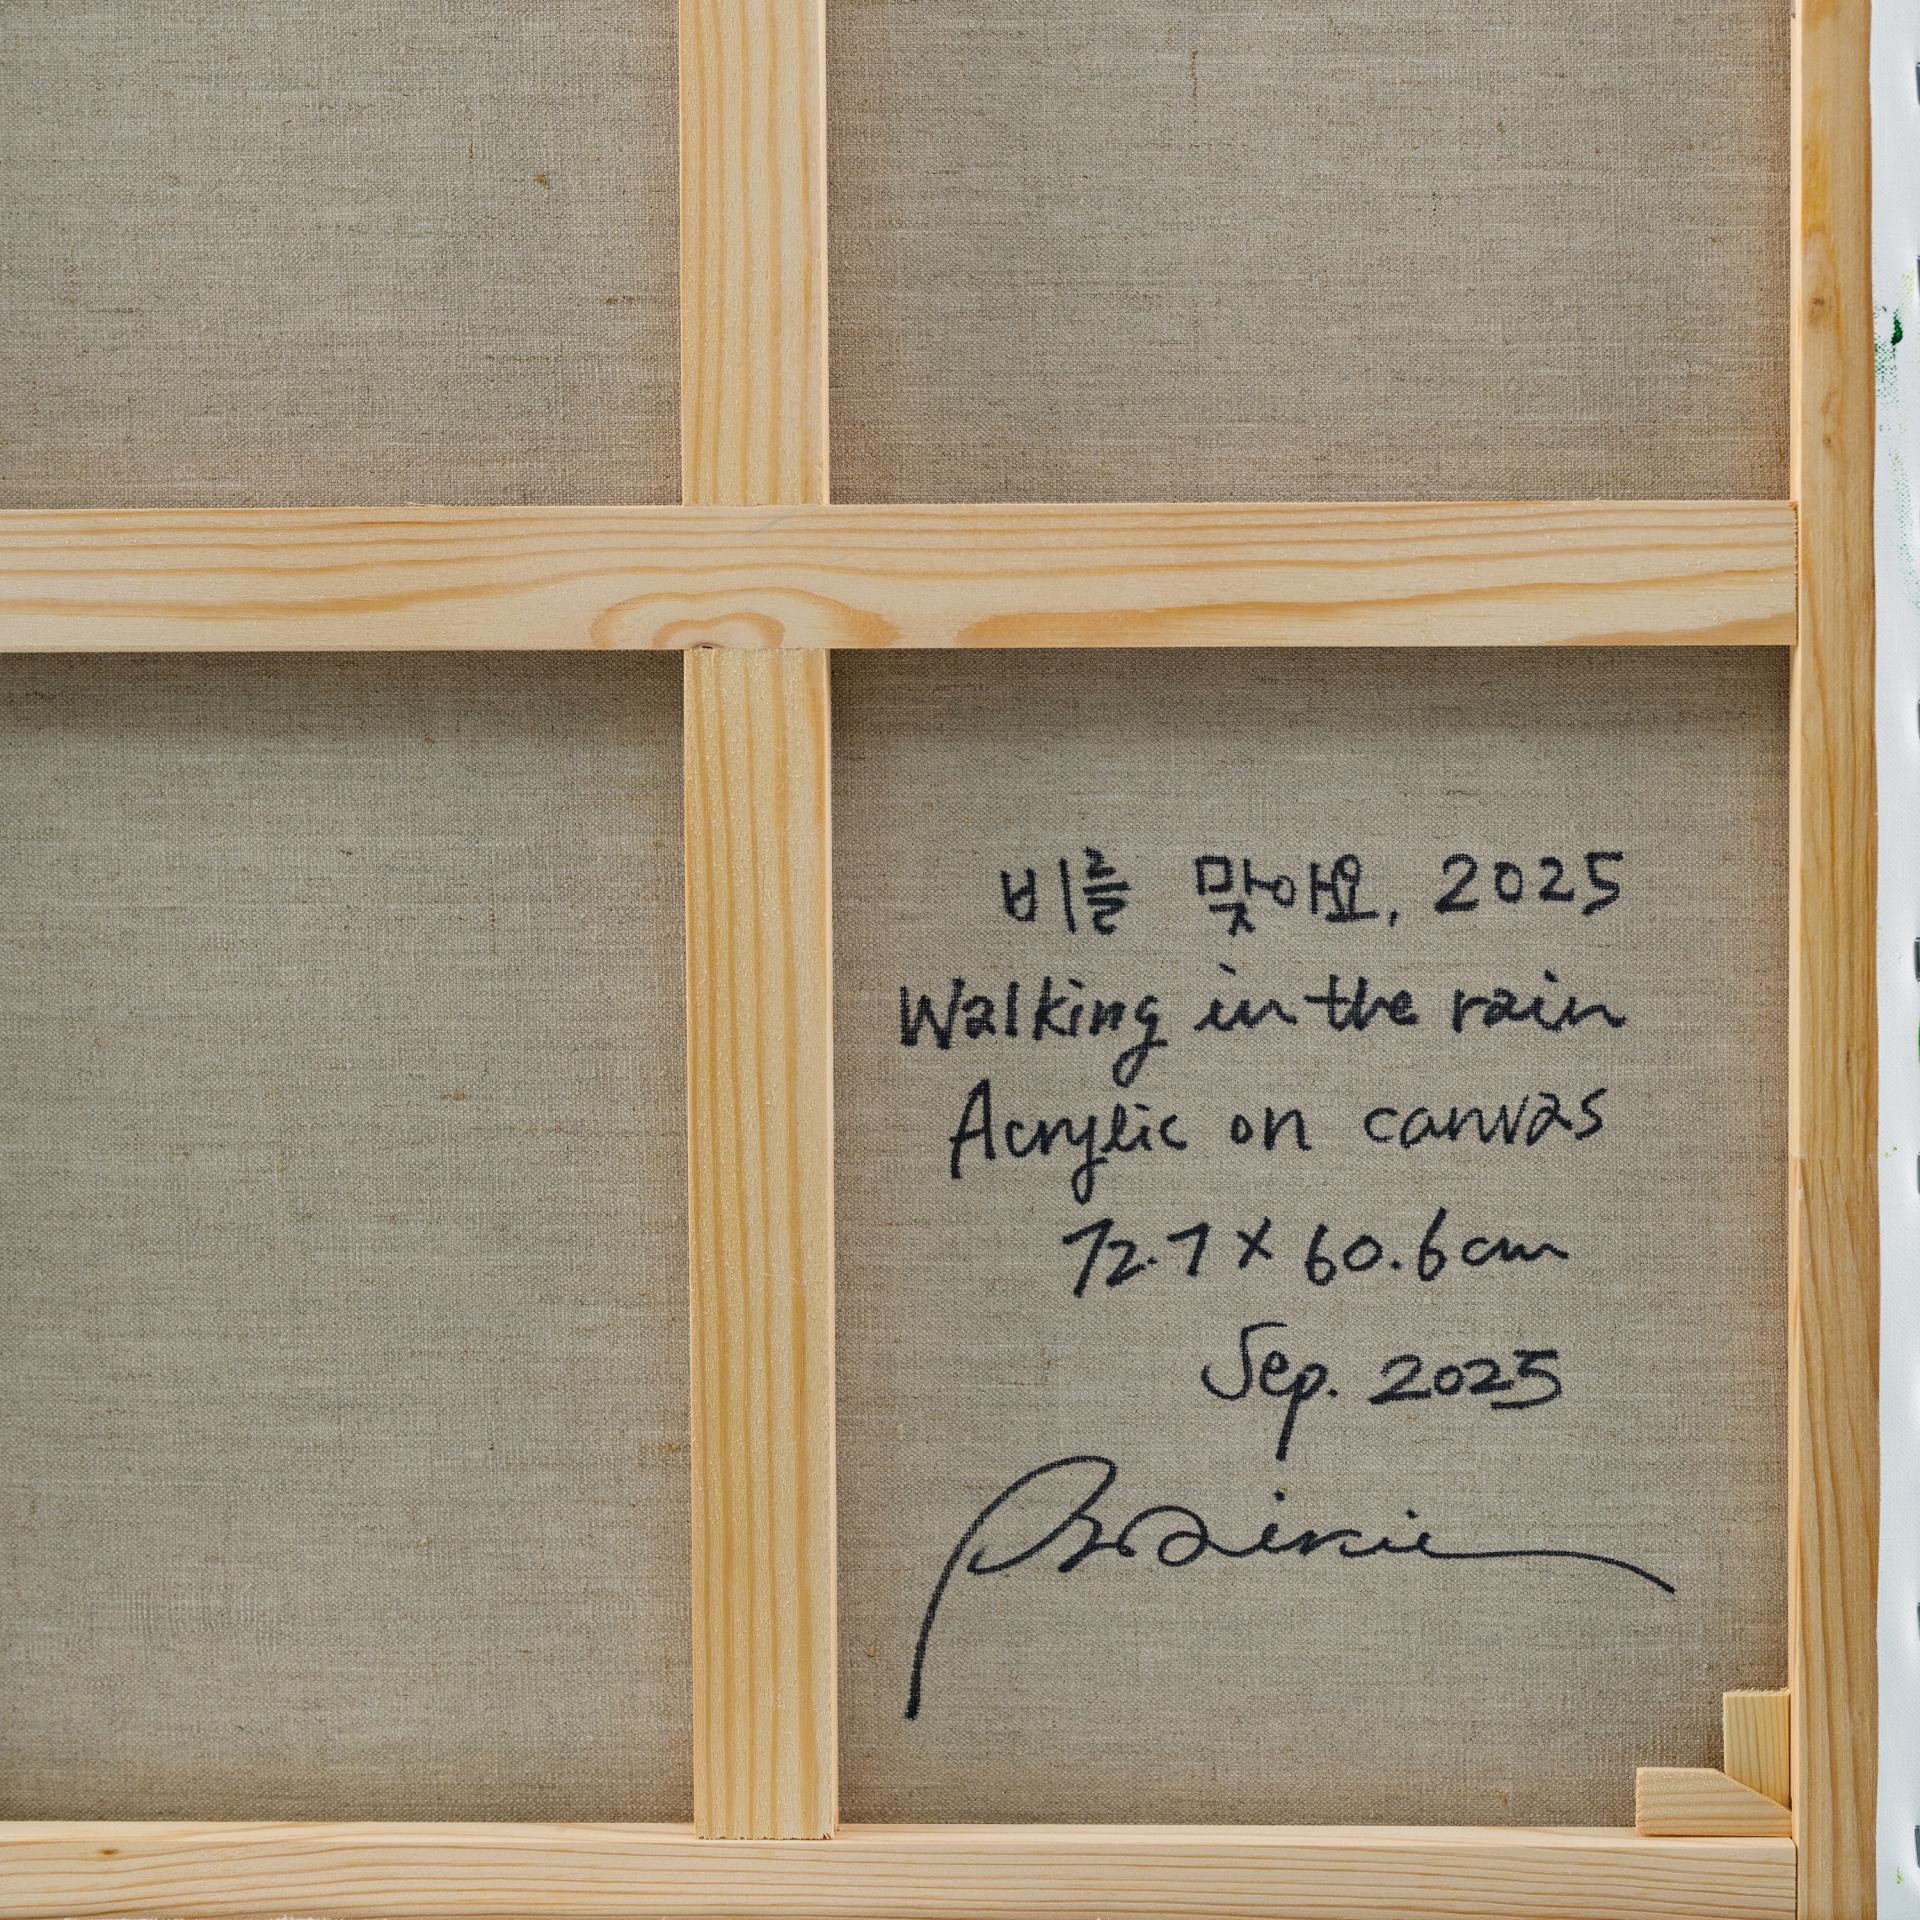 비를 맞아요, 2025
Walking in the rain
Acrylic on canvas
72.7 X 60.6cm
Sep. 2025